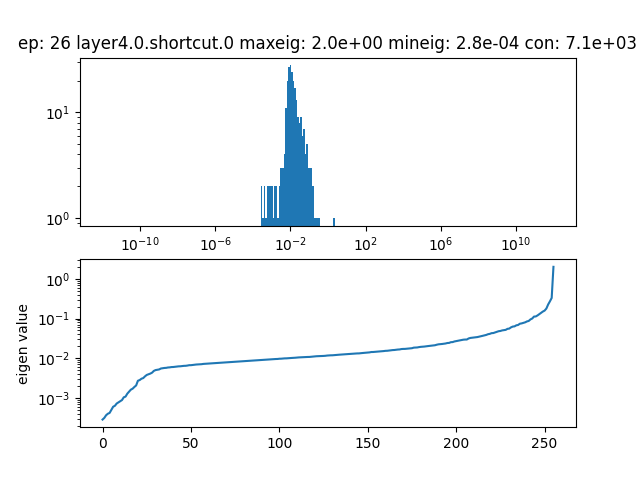 ep: 26 layer4.0.shortcut.0 maxeig: 2.0e+00 mineig: 2.8e-04 con: 7.1e+03
10¹
10⁰
10⁻¹⁰ 10⁻⁶ 10⁻² 10² 10⁶ 10¹⁰
eigen value
10⁰
10⁻¹
10⁻²
10⁻³
0 50 100 150 200 250